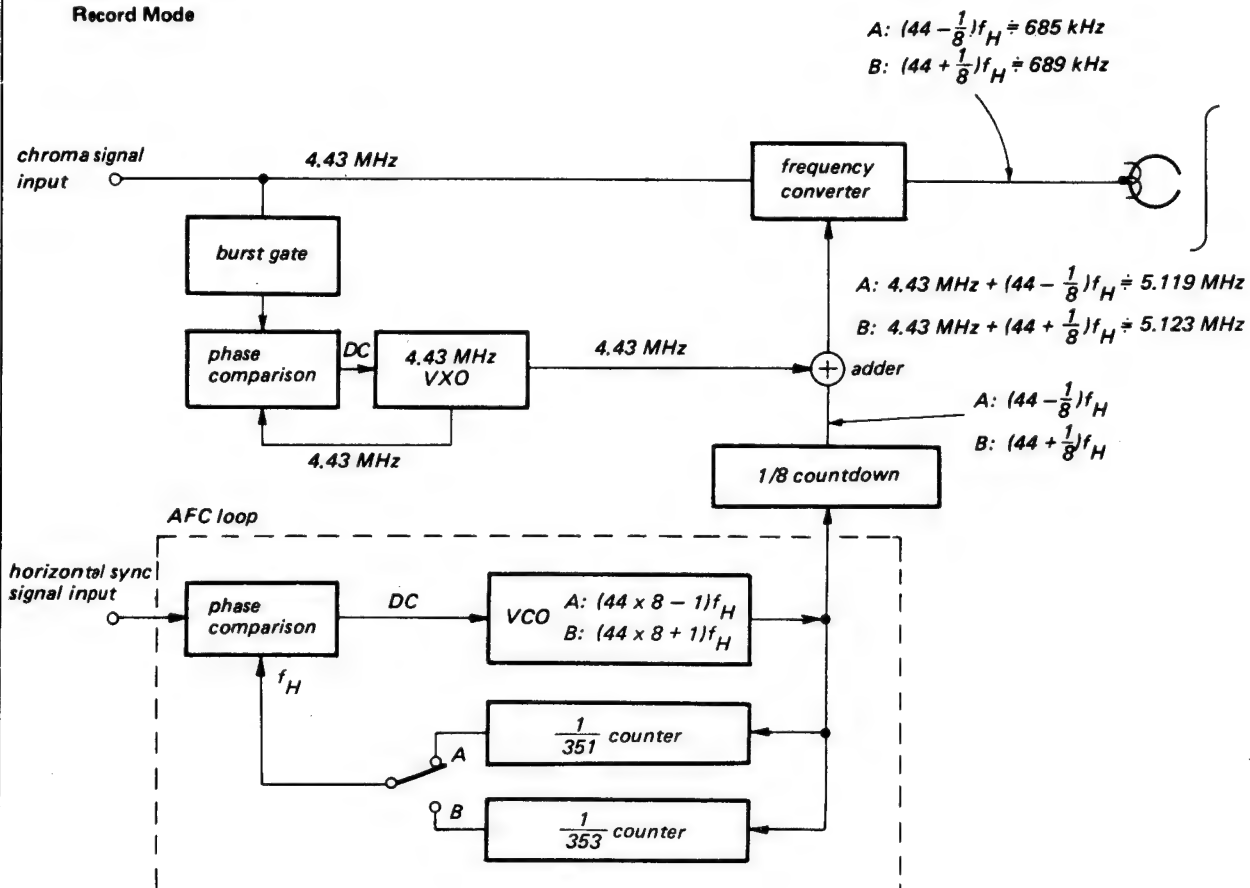 Record Mode
A: (44 – 1/8)f_H ≑ 685 kHz
B: (44 + 1/8)f_H ≑ 689 kHz
chroma signal
input
4.43 MHz
frequency
converter
burst gate
A: 4.43 MHz + (44 – 1/8)f_H ≑ 5.119 MHz
B: 4.43 MHz + (44 + 1/8)f_H ≑ 5.123 MHz
phase
comparison
DC
4.43 MHz
VXO
4.43 MHz
+
adder
4.43 MHz
A: (44 – 1/8)f_H
B: (44 + 1/8)f_H
1/8 countdown
AFC loop
horizontal sync
signal input
phase
comparison
DC
VCO
A: (44 x 8 – 1)f_H
B: (44 x 8 + 1)f_H
f_H
1/351 counter
A
B
1/353 counter